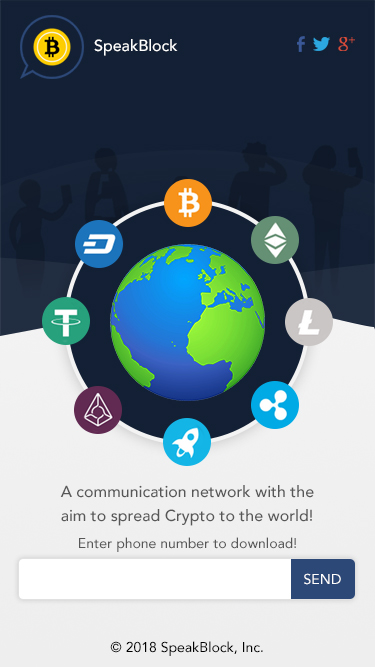 SpeakBlock
A communication network with the
aim to spread Crypto to the world!
Enter phone number to download!
SEND
© 2018 SpeakBlock, Inc.